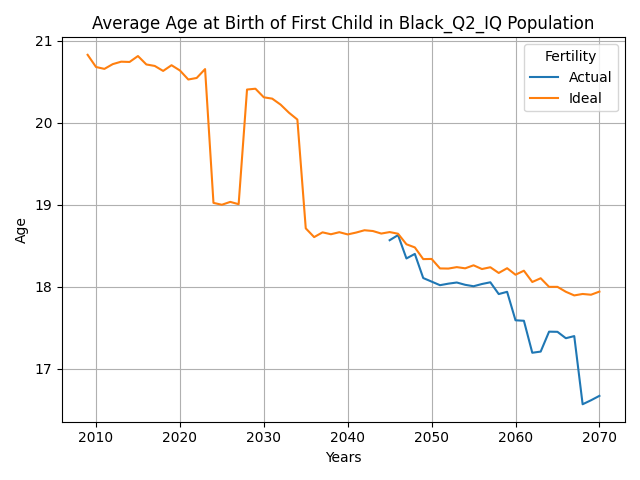 Average Age at Birth of First Child in Black_Q2_IQ Population
Fertility
Actual
Ideal
Age
21
20
19
18
17
2010 2020 2030 2040 2050 2060 2070
Years